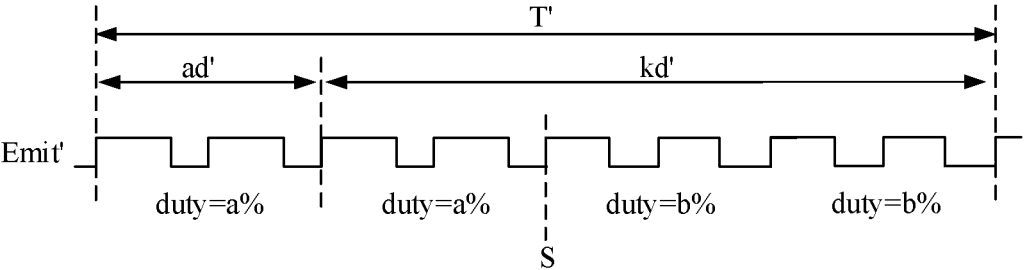 T'
ad'
kd'
Emit'
duty=a%
duty=a%
duty=b%
duty=b%
S